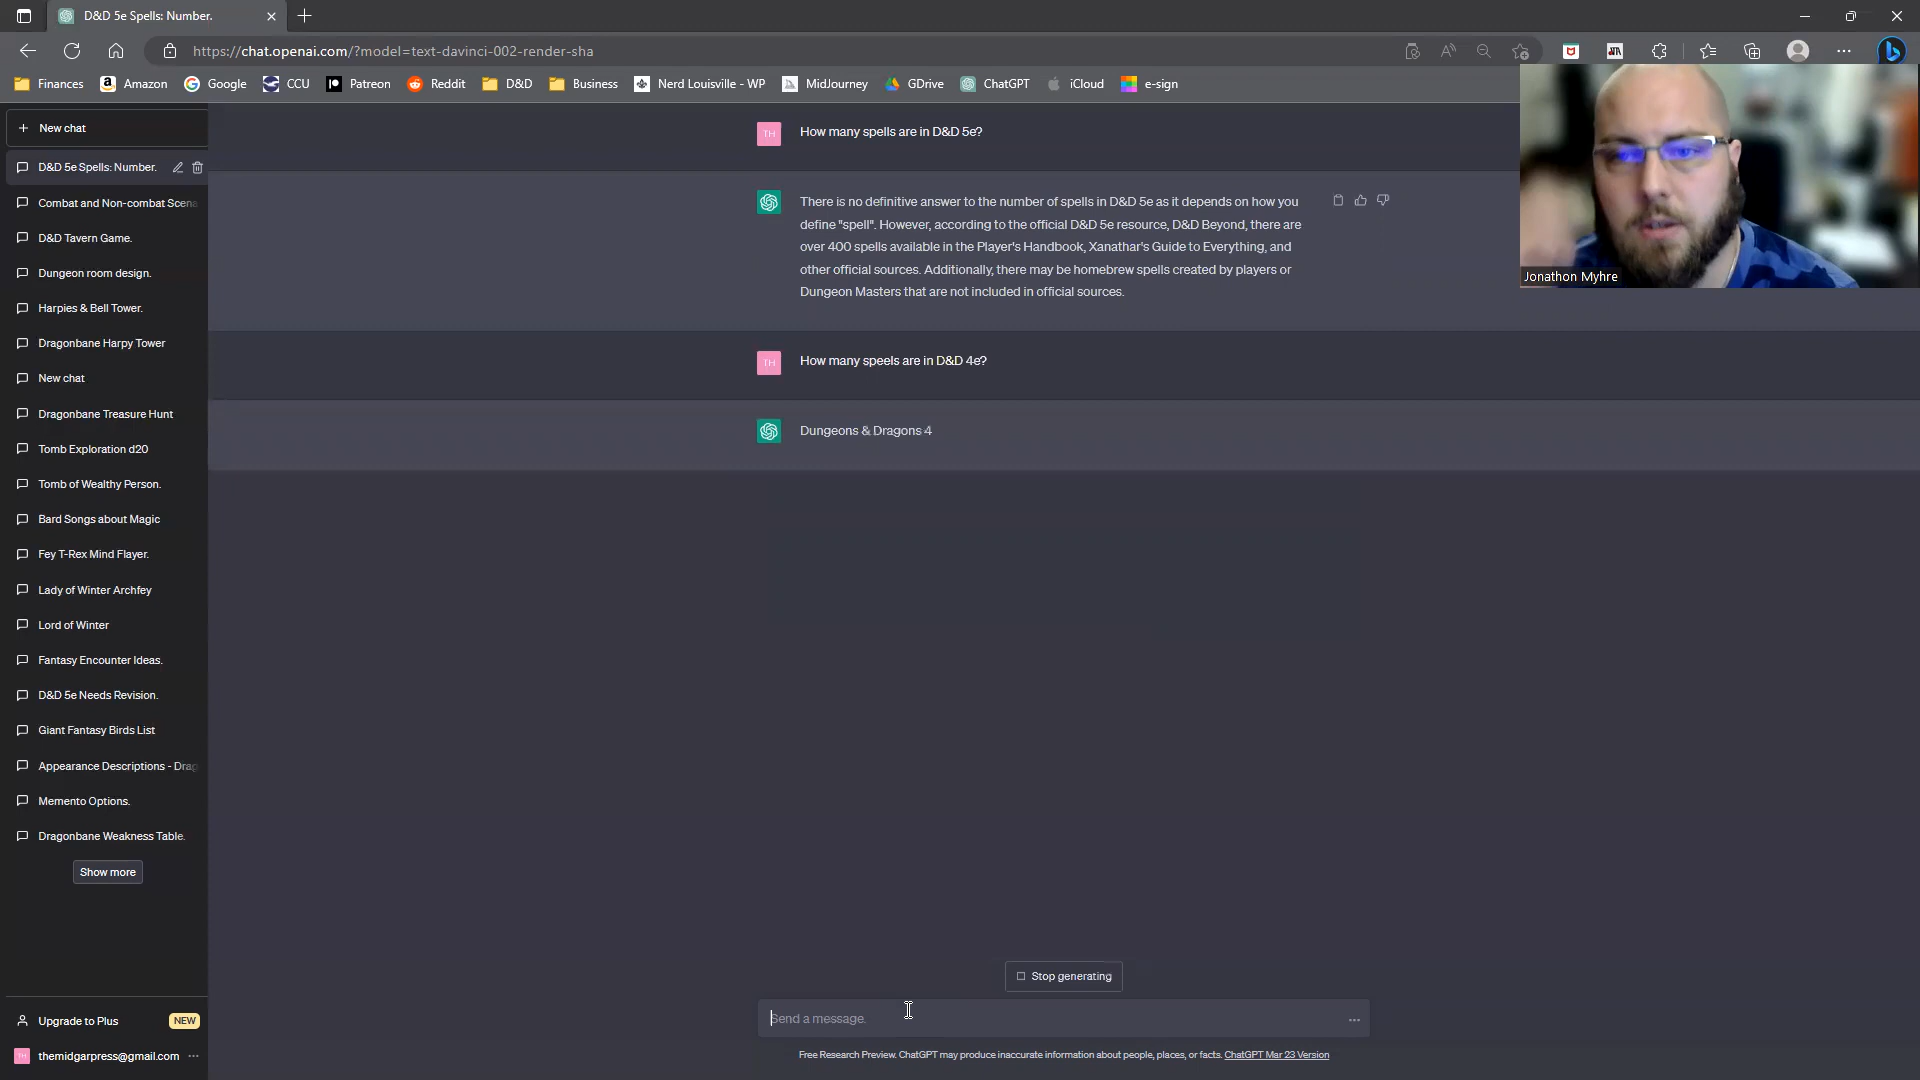 D&D 5e Spells: Number.
https://chat.openai.com/?model=text-davinci-002-render-sha
Finances
Amazon
Google
CCU
Patreon
Reddit
D&D
Business
Nerd Louisville - WP
MidJourney
GDrive
ChatGPT
iCloud
e-sign
New chat
D&D 5e Spells: Number.
Combat and Non-combat Scena
D&D Tavern Game.
Dungeon room design.
Harpies & Bell Tower.
Dragonbane Harpy Tower
New chat
Dragonbane Treasure Hunt
Tomb Exploration d20
Tomb of Wealthy Person.
Bard Songs about Magic
Fey T-Rex Mind Flayer.
Lady of Winter Archfey
Lord of Winter
Fantasy Encounter Ideas.
D&D 5e Needs Revision.
Giant Fantasy Birds List
Appearance Descriptions - Drag
Memento Options.
Dragonbane Weakness Table.
Show more
Upgrade to Plus
NEW
themidgarpress@gmail.com
TH
How many spells are in D&D 5e?
There is no definitive answer to the number of spells in D&D 5e as it depends on how you
define "spell". However, according to the official D&D 5e resource, D&D Beyond, there are
over 400 spells available in the Player's Handbook, Xanathar's Guide to Everything, and
other official sources. Additionally, there may be homebrew spells created by players or
Dungeon Masters that are not included in official sources.
TH
How many speels are in D&D 4e?
Dungeons & Dragons 4
Stop generating
Send a message.
Free Research Preview. ChatGPT may produce inaccurate information about people, places, or facts. ChatGPT Mar 23 Version
Jonathon Myhre